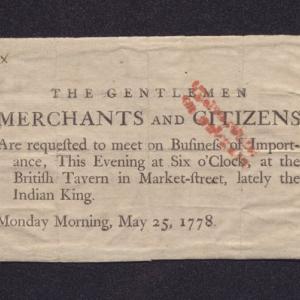 x
THE GENTLEMEN
MERCHANTS AND CITIZENS
Are requested to meet on Buſineſs of Import-
ance, This Evening at Six o'Clock, at the
Britiſh Tavern in Market-ſtreet, lately the
Indian King.
Monday Morning, May 25, 1778.